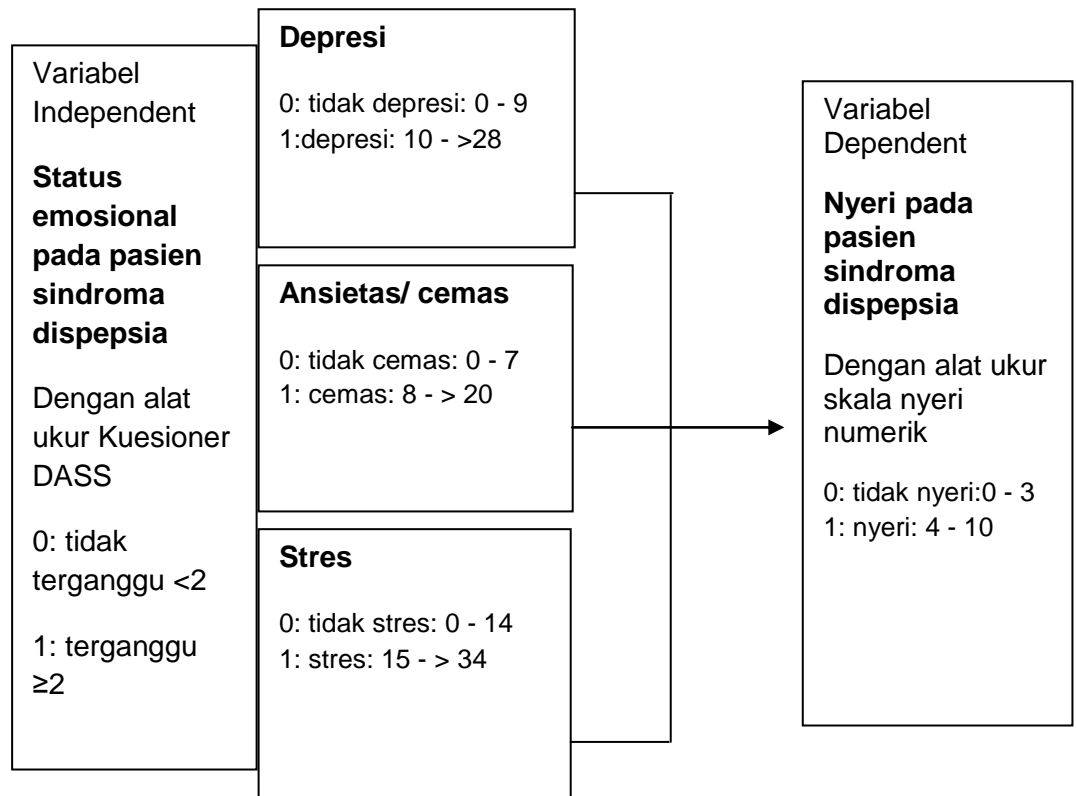 Variabel
Independent
Status
emosional
pada pasien
sindroma
dispepsia
Dengan alat
ukur Kuesioner
DASS
0: tidak
terganggu <2
1: terganggu
≥2
Depresi
0: tidak depresi: 0 - 9
1:depresi: 10 - >28
Ansietas/ cemas
0: tidak cemas: 0 - 7
1: cemas: 8 - > 20
Stres
0: tidak stres: 0 - 14
1: stres: 15 - > 34
Variabel
Dependent
Nyeri pada
pasien
sindroma
dispepsia
Dengan alat ukur
skala nyeri
numerik
0: tidak nyeri:0 - 3
1: nyeri: 4 - 10